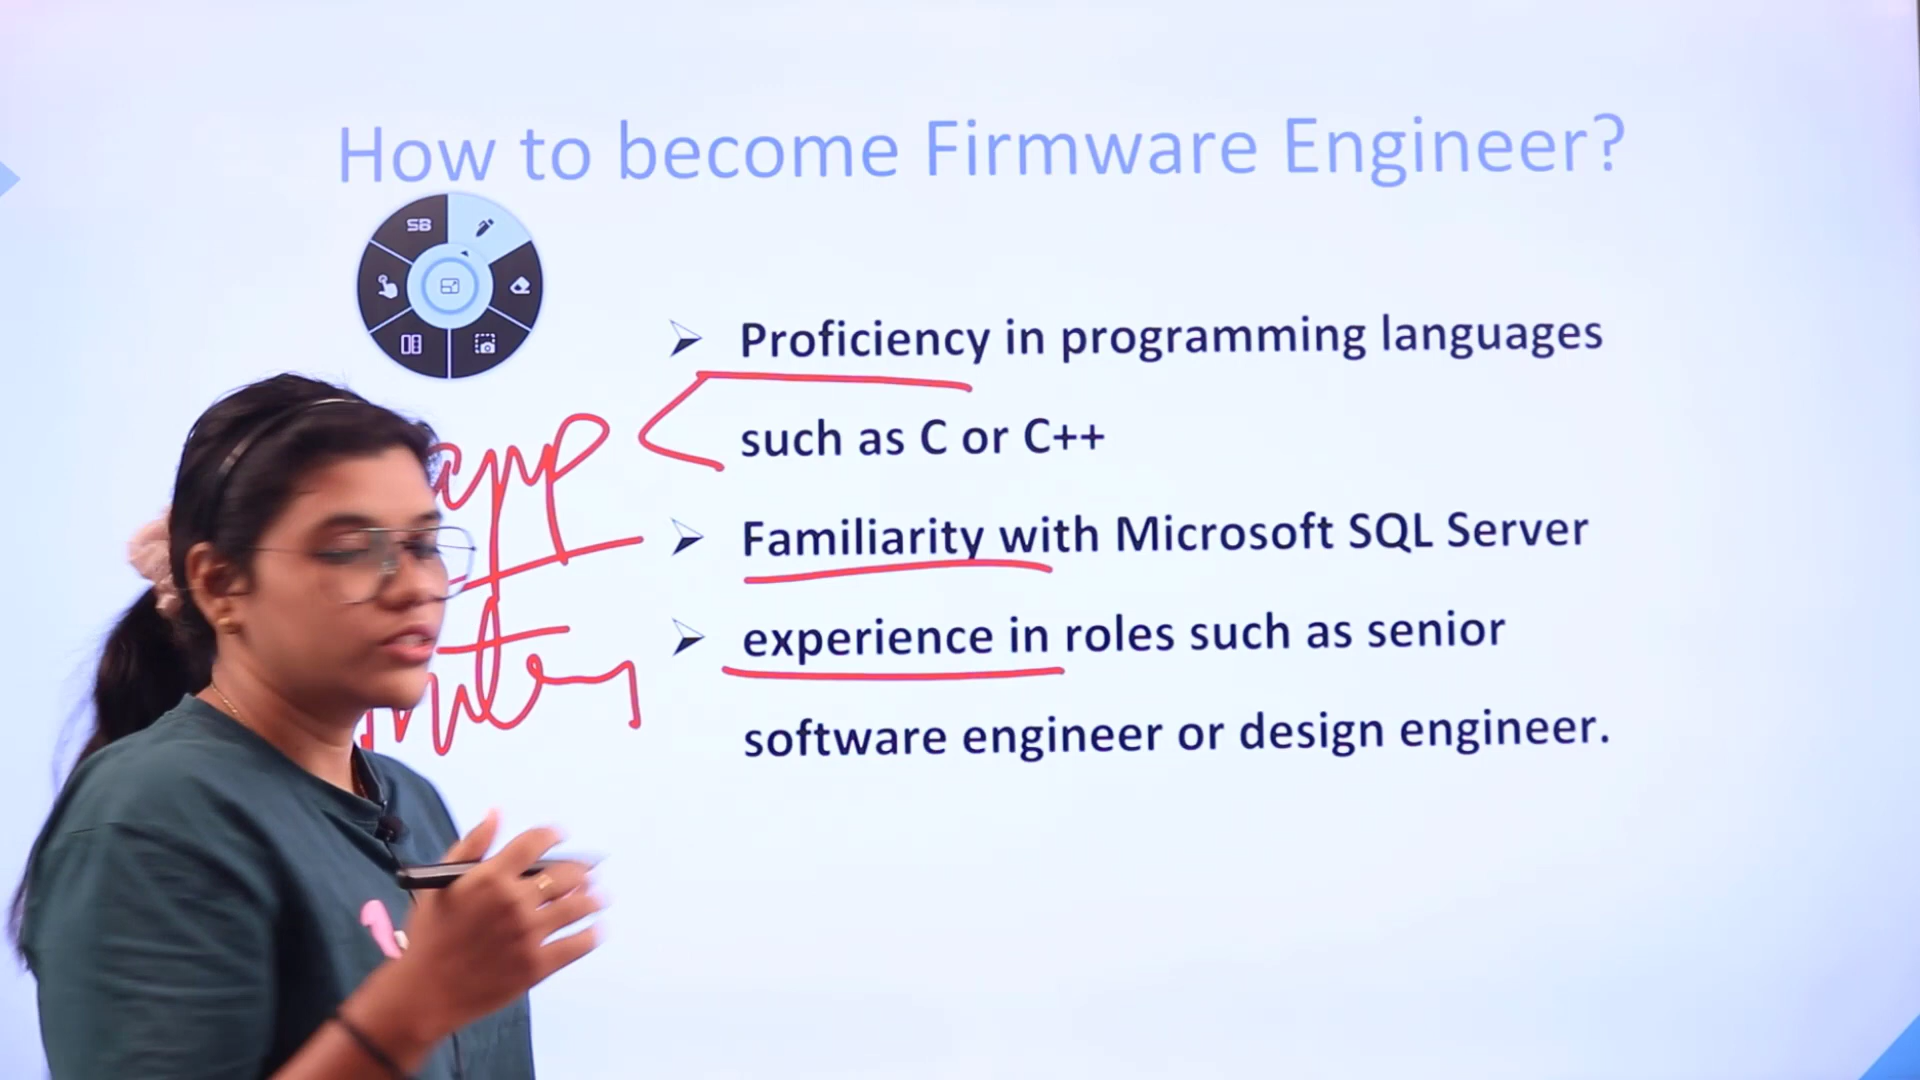 How to become Firmware Engineer?
SB
➢ Proficiency in programming languages
such as C or C++
➢ Familiarity with Microsoft SQL Server
➢ experience in roles such as senior
software engineer or design engineer.